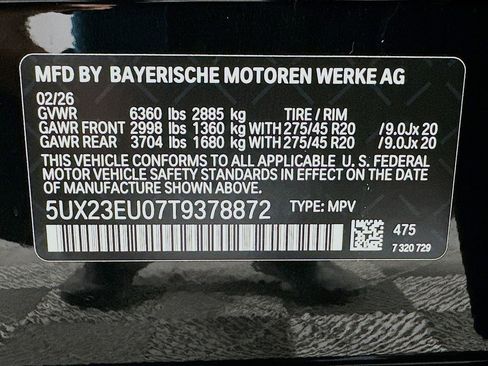 MFD BY BAYERISCHE MOTOREN WERKE AG
02/26
GVWR 6360 lbs 2885 kg TIRE / RIM
GAWR FRONT 2998 lbs 1360 kg WITH 275/45 R20 /9.0Jx 20
GAWR REAR 3704 lbs 1680 kg WITH 275/45 R20 /9.0Jx 20
THIS VEHICLE CONFORMS TO ALL APPLICABLE U. S. FEDERAL
MOTOR VEHICLE SAFETY STANDARDS IN EFFECT ON THE
DATE OF MANUFACTURE SHOWN ABOVE.
5UX23EU07T9378872 TYPE: MPV
475
7 320 729